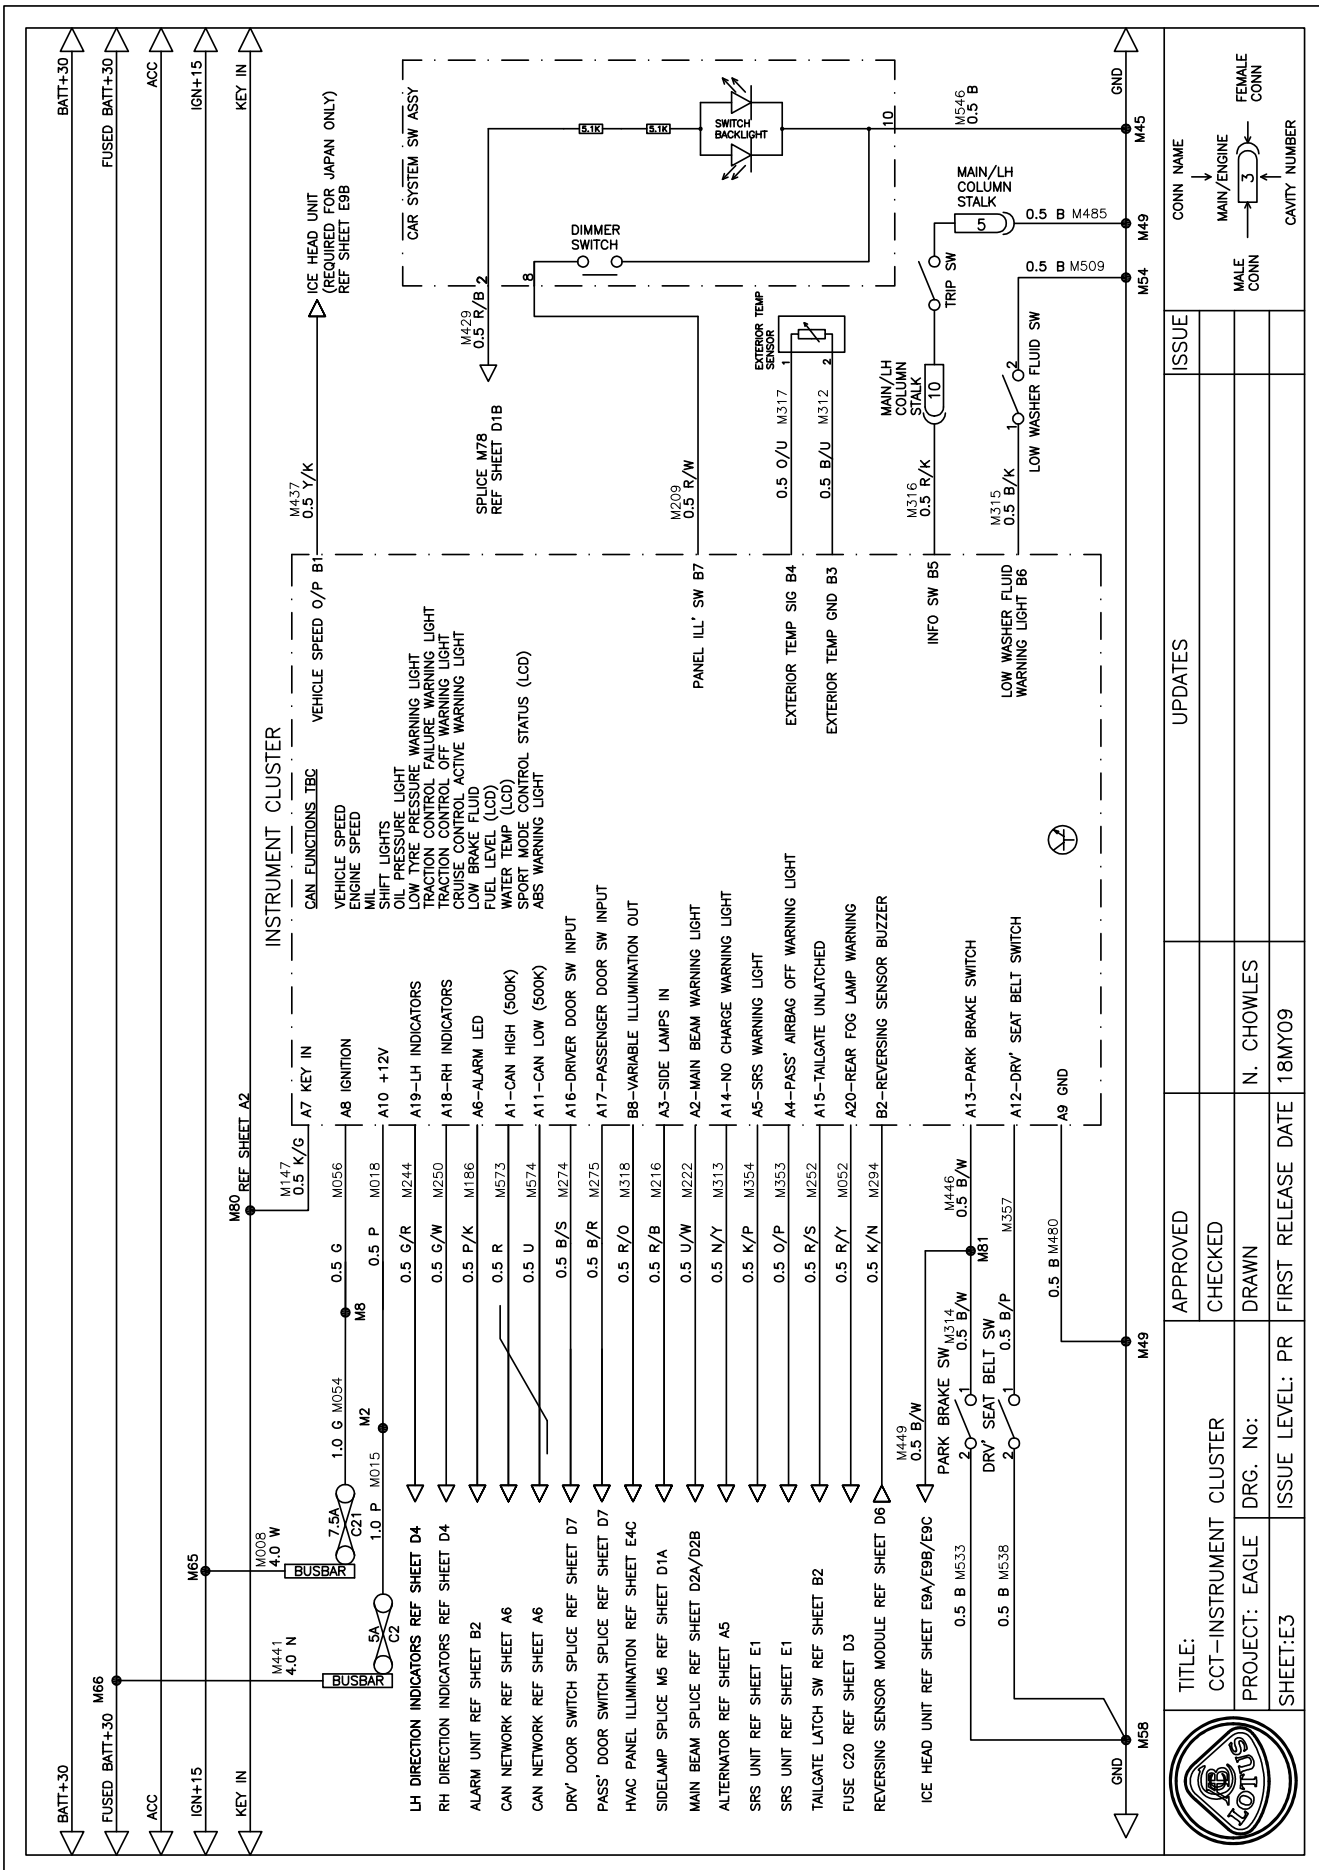 BATT+30
FUSED BATT+30
ACC
IGN+15
KEY IN
BATT+30
FUSED BATT+30
ACC
IGN+15
KEY IN
M66
M65
M80
REF SHEET A2
M441
4.0 N
M008
4.0 W
BUSBAR
BUSBAR
5A
C2
7.5A
C21
1.0 P M015
M2
1.0 G M054
M8
INSTRUMENT CLUSTER
M147
0.5 K/G
A7 KEY IN
0.5 G M056
A8 IGNITION
0.5 P M018
A10 +12V
LH DIRECTION INDICATORS REF SHEET D4
0.5 G/R M244
A19-LH INDICATORS
RH DIRECTION INDICATORS REF SHEET D4
0.5 G/W M250
A18-RH INDICATORS
ALARM UNIT REF SHEET B2
0.5 P/K M186
A6-ALARM LED
CAN NETWORK REF SHEET A6
0.5 R M573
A1-CAN HIGH (500K)
CAN NETWORK REF SHEET A6
0.5 U M574
A11-CAN LOW (500K)
DRV' DOOR SWITCH SPLICE REF SHEET D7
0.5 B/S M274
A16-DRIVER DOOR SW INPUT
PASS' DOOR SWITCH SPLICE REF SHEET D7
0.5 B/R M275
A17-PASSENGER DOOR SW INPUT
HVAC PANEL ILLIMINATION REF SHEET E4C
0.5 R/O M318
B8-VARIABLE ILLUMINATION OUT
SIDELAMP SPLICE M5 REF SHEET D1A
0.5 R/B M216
A3-SIDE LAMPS IN
MAIN BEAM SPLICE REF SHEET D2A/D2B
0.5 U/W M222
A2-MAIN BEAM WARNING LIGHT
ALTERNATOR REF SHEET A5
0.5 N/Y M313
A14-NO CHARGE WARNING LIGHT
SRS UNIT REF SHEET E1
0.5 K/P M354
A5-SRS WARNING LIGHT
SRS UNIT REF SHEET E1
0.5 O/P M353
A4-PASS' AIRBAG OFF WARNING LIGHT
TAILGATE LATCH SW REF SHEET B2
0.5 R/S M252
A15-TAILGATE UNLATCHED
FUSE C20 REF SHEET D3
0.5 R/Y M052
A20-REAR FOG LAMP WARNING
REVERSING SENSOR MODULE REF SHEET D6
0.5 K/N M294
B2-REVERSING SENSOR BUZZER
ICE HEAD UNIT REF SHEET E9A/E9B/E9C
M449
0.5 B/W
M81
M446
0.5 B/W
A13-PARK BRAKE SWITCH
0.5 B M533
PARK BRAKE SW
2 1
M314
0.5 B/W
0.5 B M538
DRV' SEAT BELT SW
2 1
0.5 B/P M357
A12-DRV' SEAT BELT SWITCH
0.5 B M480
A9 GND
CAN FUNCTIONS TBC
VEHICLE SPEED
ENGINE SPEED
MIL
SHIFT LIGHTS
OIL PRESSURE LIGHT
LOW TYRE PRESSURE WARNING LIGHT
TRACTION CONTROL FAILURE WARNING LIGHT
TRACTION CONTROL OFF WARNING LIGHT
CRUISE CONTROL ACTIVE WARNING LIGHT
LOW BRAKE FLUID
FUEL LEVEL (LCD)
WATER TEMP (LCD)
SPORT MODE CONTROL STATUS (LCD)
ABS WARNING LIGHT
VEHICLE SPEED O/P B1
M437
0.5 Y/K
ICE HEAD UNIT
(REQUIRED FOR JAPAN ONLY)
REF SHEET E9B
SPLICE M78
REF SHEET D1B
M429
0.5 R/B
2
8
10
CAR SYSTEM SW ASSY
DIMMER
SWITCH
5.1K
5.1K
SWITCH
BACKLIGHT
M546
0.5 B
PANEL ILL' SW B7
M209
0.5 R/W
EXTERIOR TEMP SIG B4
0.5 O/U M317
1
EXTERIOR TEMP
SENSOR
EXTERIOR TEMP GND B3
0.5 B/U M312
2
INFO SW B5
M316
0.5 R/K
MAIN/LH
COLUMN
STALK
10
TRIP SW
MAIN/LH
COLUMN
STALK
5
0.5 B M485
LOW WASHER FLUID
WARNING LIGHT B6
M315
0.5 B/K
1 2
LOW WASHER FLUID SW
0.5 B M509
GND
M58
M49
M54
M49
M45
GND
LOTUS
TITLE:
CCT-INSTRUMENT CLUSTER
PROJECT: EAGLE
DRG. No:
SHEET:E3
ISSUE LEVEL: PR
APPROVED
CHECKED
DRAWN
N. CHOWLES
FIRST RELEASE DATE
18MY09
UPDATES
ISSUE
CONN NAME
MAIN/ENGINE
MALE
CONN
3
FEMALE
CONN
CAVITY NUMBER